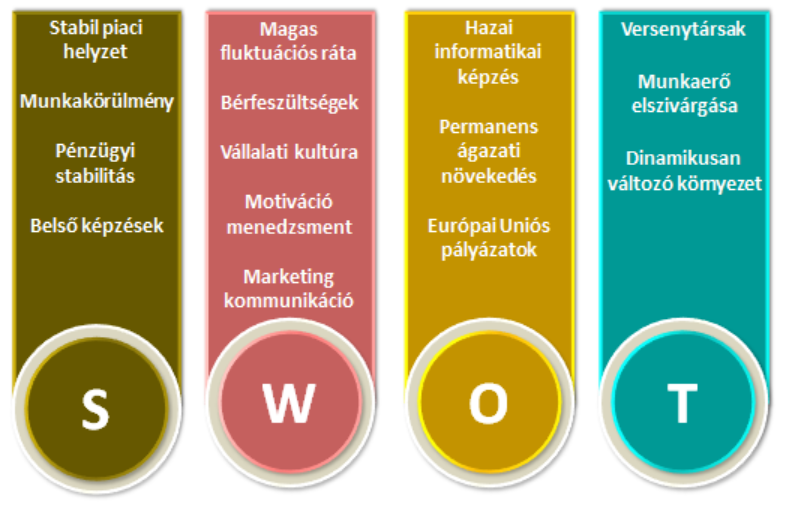 Stabil piaci
helyzet
Munkakörülmény
Pénzügyi
stabilitás
Belső képzések
S
Magas
fluktuációs ráta
Bérfeszültségek
Vállalati kultúra
Motiváció
menedzsment
Marketing
kommunikáció
W
Hazai
informatikai
képzés
Permanens
ágazati
növekedés
Európai Uniós
pályázatok
O
Versenytársak
Munkaerő
elszivárgása
Dinamikusan
változó környezet
T